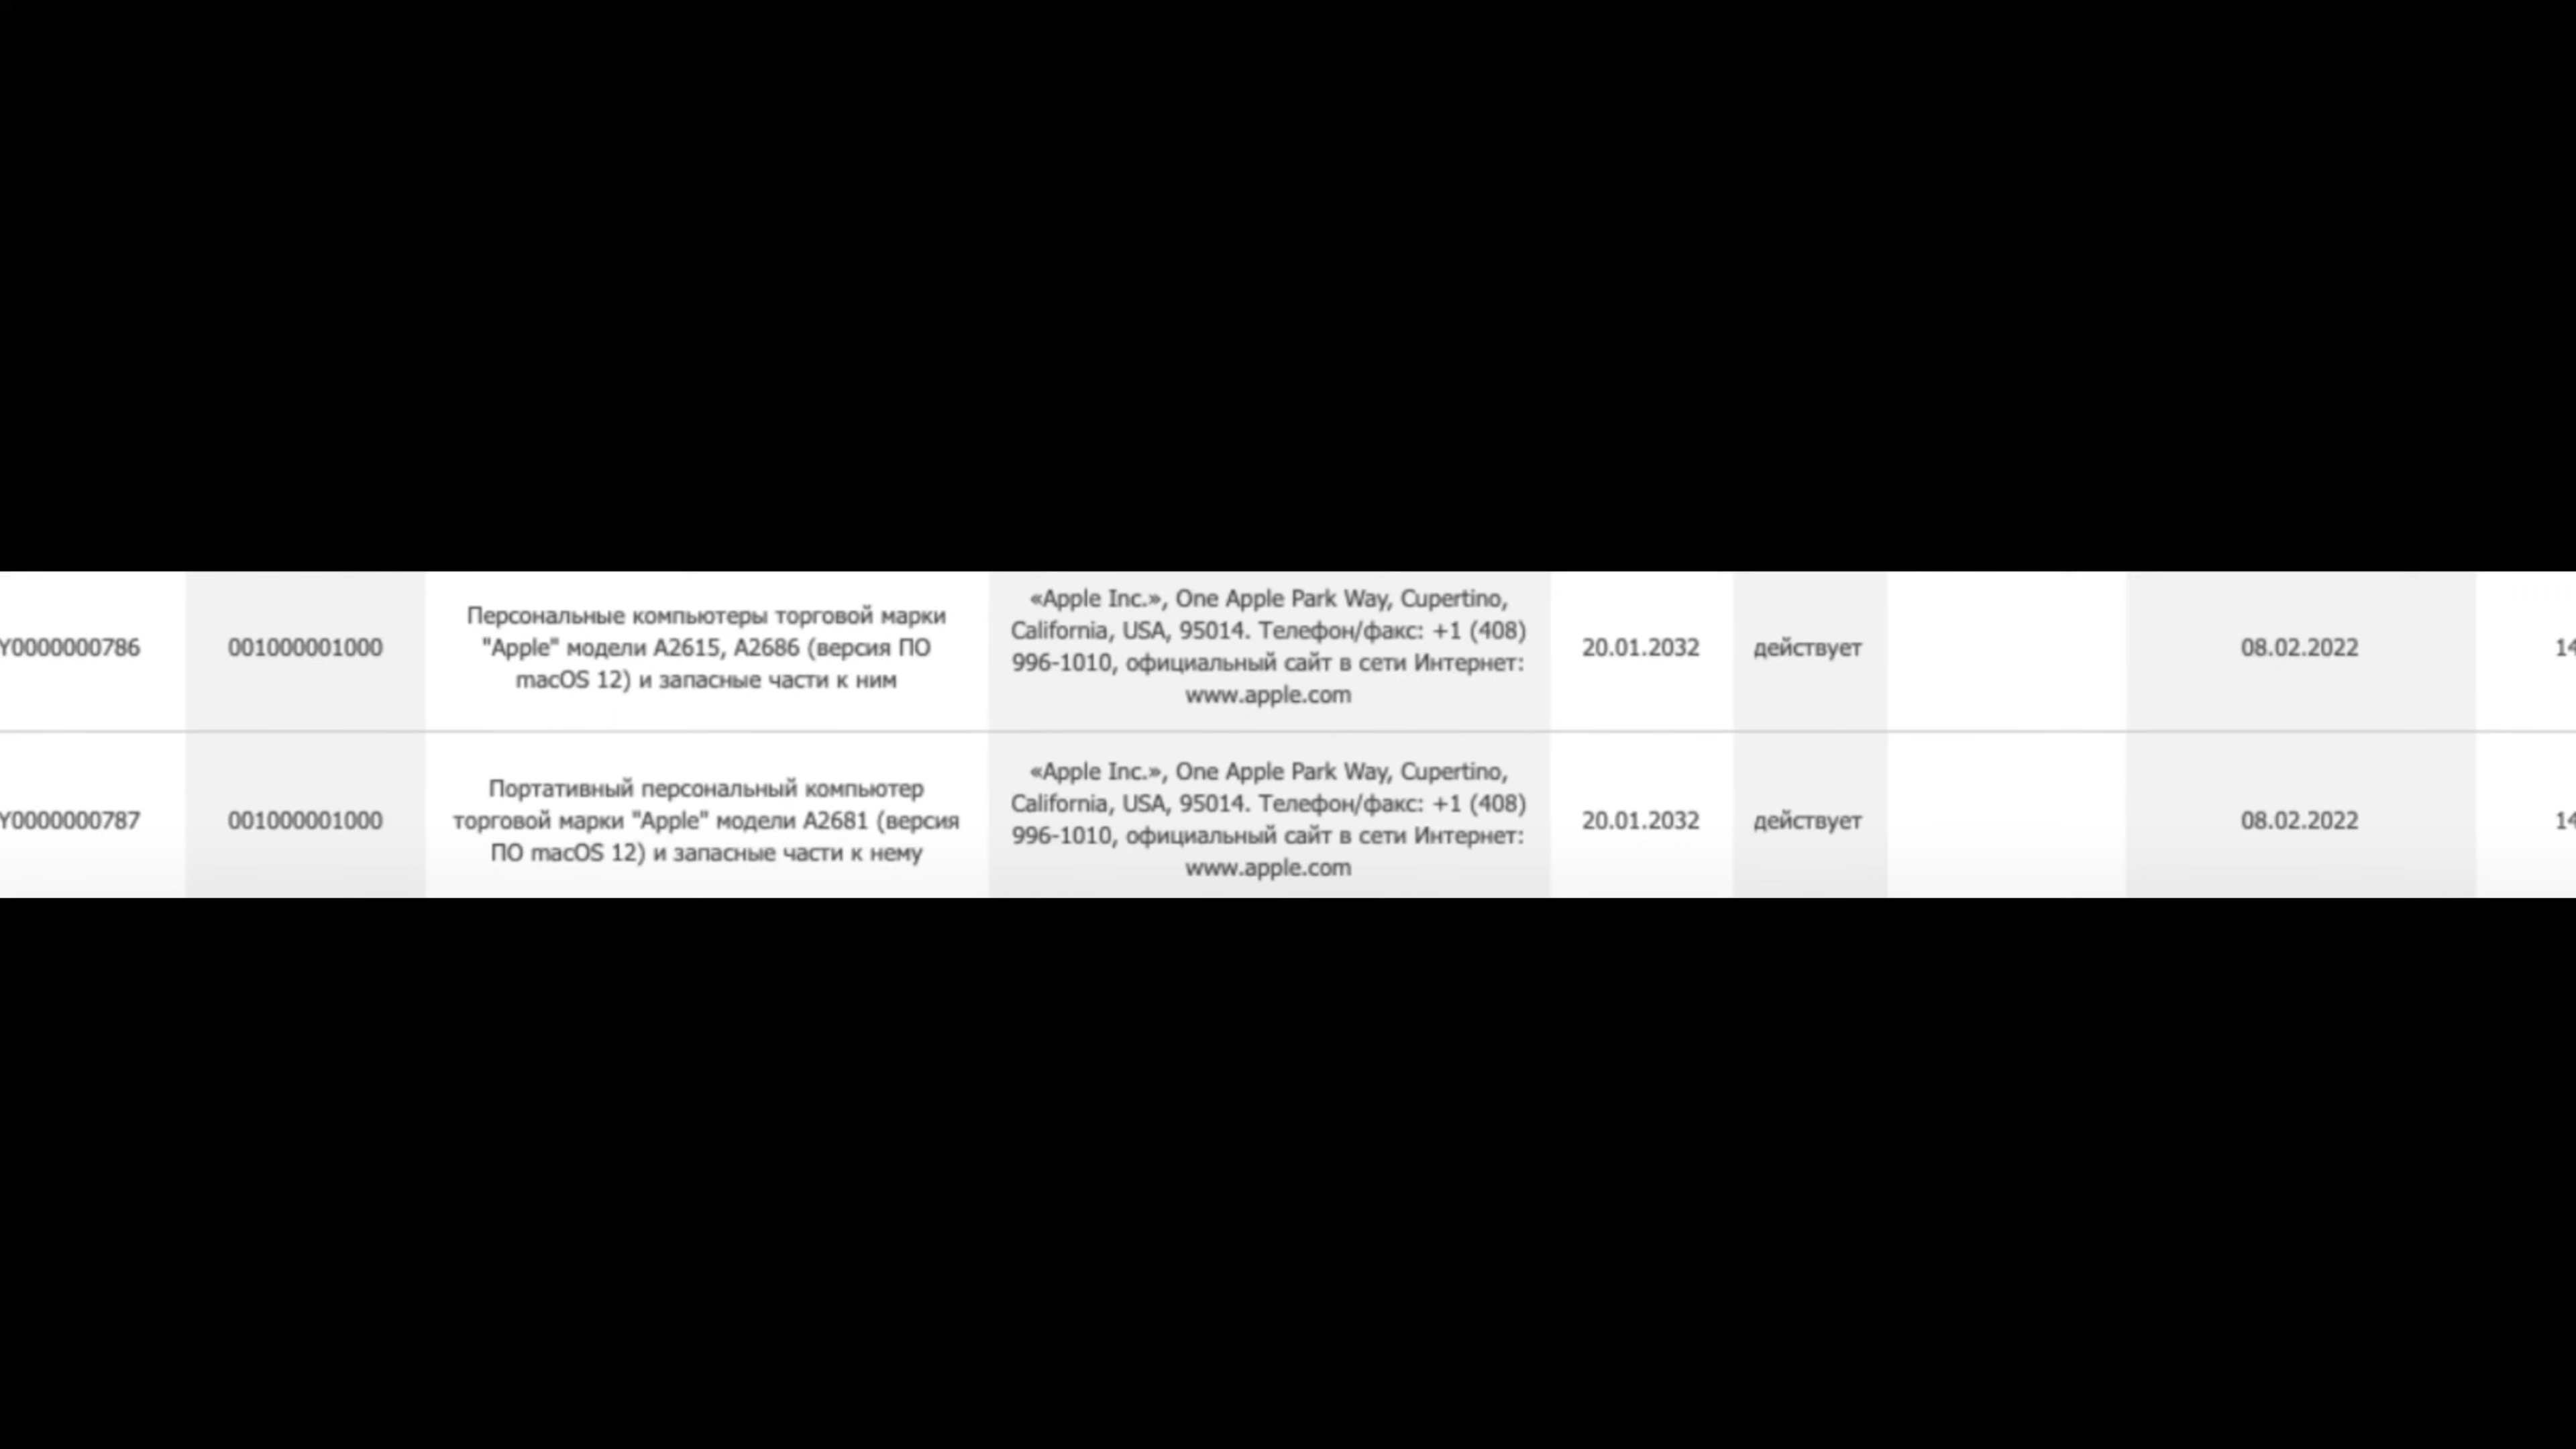 Y0000000786
001000001000
Персональные компьютеры торговой марки
"Apple" модели A2615, A2686 (версия ПО
macOS 12) и запасные части к ним
«Apple Inc.», One Apple Park Way, Cupertino,
California, USA, 95014. Телефон/факс: +1 (408)
996-1010, официальный сайт в сети Интернет:
www.apple.com
20.01.2032
действует
08.02.2022
14
Y0000000787
001000001000
Портативный персональный компьютер
торговой марки "Apple" модели A2681 (версия
ПО macOS 12) и запасные части к нему
«Apple Inc.», One Apple Park Way, Cupertino,
California, USA, 95014. Телефон/факс: +1 (408)
996-1010, официальный сайт в сети Интернет:
www.apple.com
20.01.2032
действует
08.02.2022
14